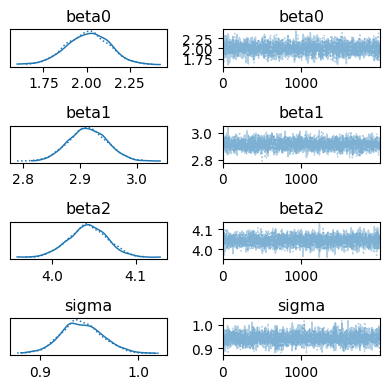 beta0 beta0
2.25
2.00
1.75
1.75 2.00 2.25 0 1000
beta1 beta1
3.0
2.8
2.8 2.9 3.0 0 1000
beta2 beta2
4.1
4.0
4.0 4.1 0 1000
sigma sigma
1.0
0.9
0.9 1.0 0 1000